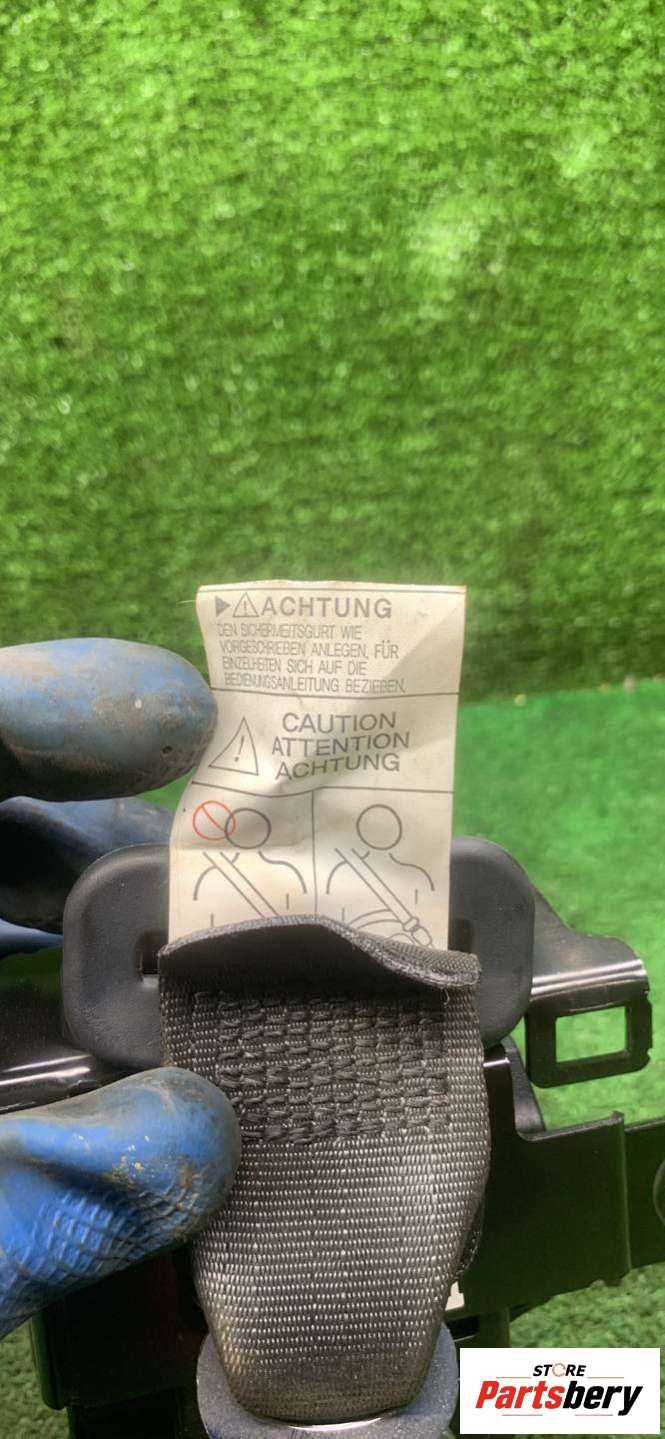 ACHTUNG
DEN SICHERHEITSGURT WIE
VORGESCHRIEBEN ANLEGEN, FÜR
EINZELHEITEN SICH AUF DIE
BEDIENUNGSANLEITUNG BEZIEHEN.
CAUTION
ATTENTION
ACHTUNG
STORE
Partsbery